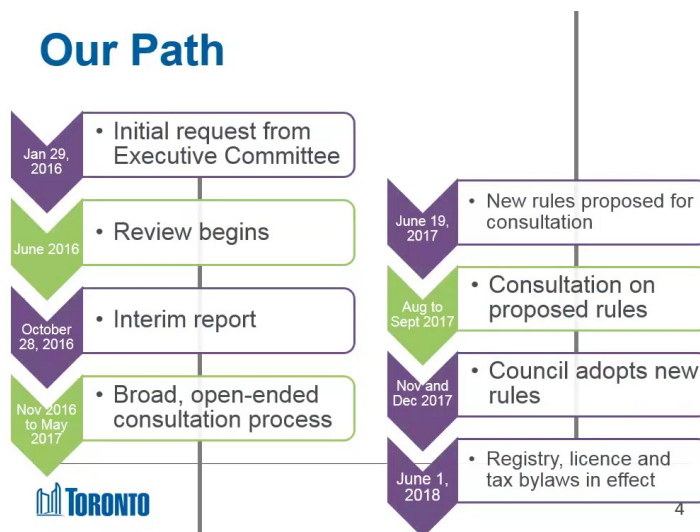 Our Path
Jan 29,
2016
• Initial request from
Executive Committee
June 2016
• Review begins
October
28, 2016
• Interim report
Nov 2016
to May
2017
• Broad, open-ended
consultation process
June 19,
2017
• New rules proposed for
consultation
Aug to
Sept 2017
• Consultation on
proposed rules
Nov and
Dec 2017
• Council adopts new
rules
June 1,
2018
• Registry, licence and
tax bylaws in effect
TORONTO
4